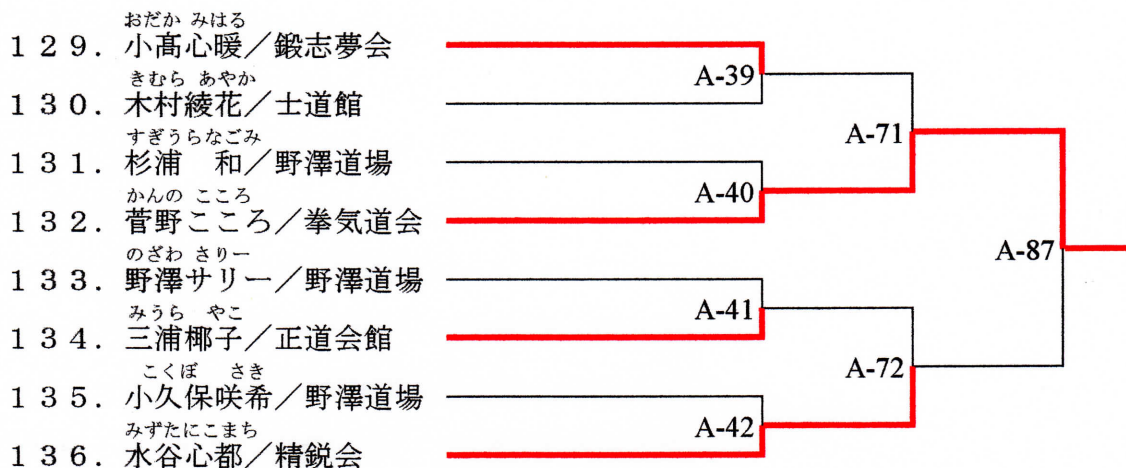 おだか みはる
１２９．小髙心暖／鍛志夢会
きむら あやか
１３０．木村綾花／士道館
すぎうらなごみ
１３１．杉浦　和／野澤道場
かんの こころ
１３２．菅野こころ／拳気道会
のざわ さりー
１３３．野澤サリー／野澤道場
みうら やこ
１３４．三浦椰子／正道会館
こくぼ さき
１３５．小久保咲希／野澤道場
みずたにこまち
１３６．水谷心都／精鋭会
A-39
A-40
A-41
A-42
A-71
A-72
A-87